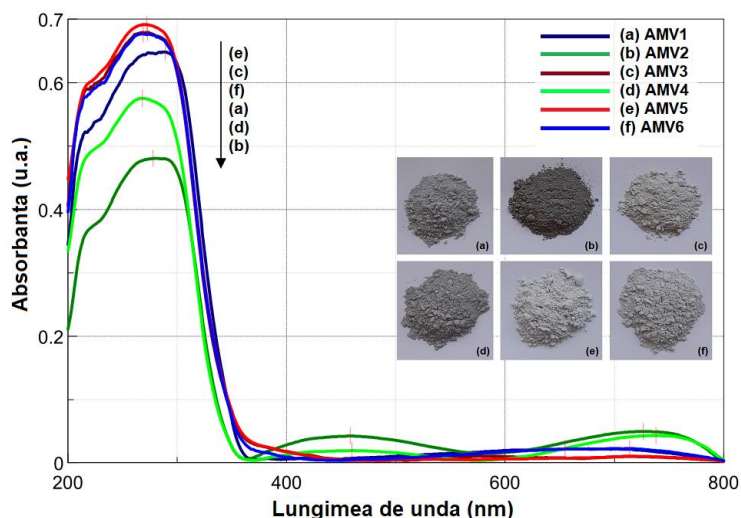 0.7
0.6
0.4
0.2
0
200
400
600
800
Absorbanta (u.a.)
Lungimea de unda (nm)
(e)
(c)
(f)
(a)
(d)
(b)
(a) AMV1
(b) AMV2
(c) AMV3
(d) AMV4
(e) AMV5
(f) AMV6
(a)
(b)
(c)
(d)
(e)
(f)